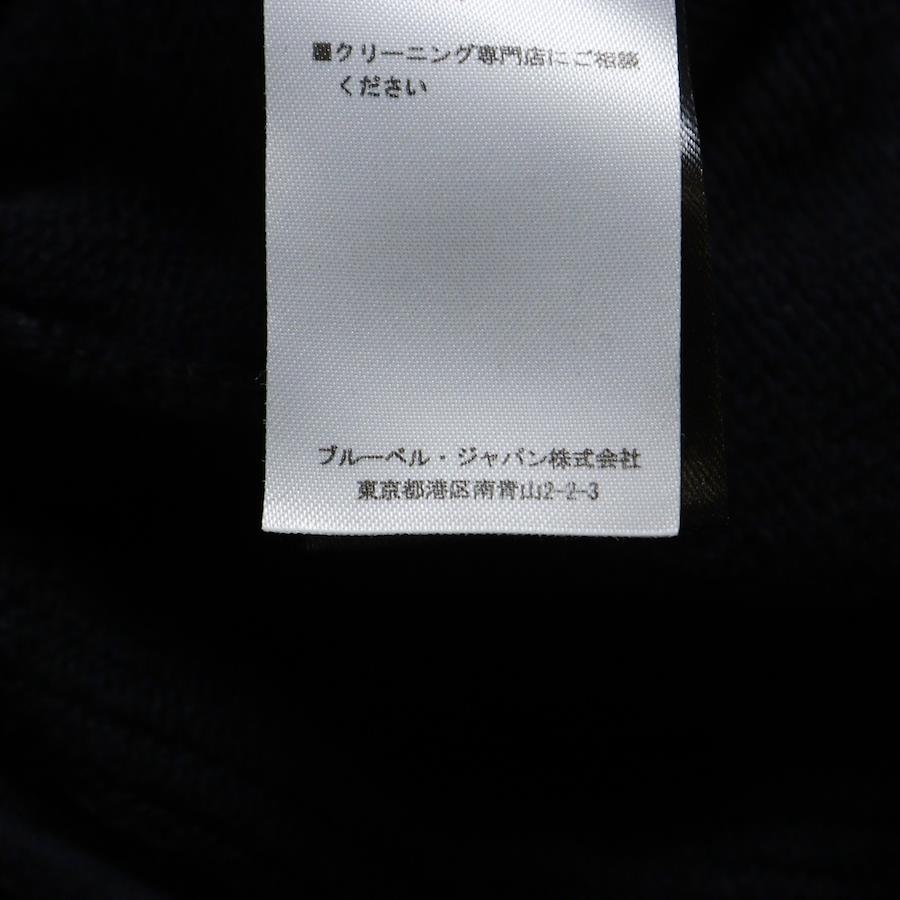 ■クリーニング専門店にご相談
ください
ブルーベル・ジャパン株式会社
東京都港区南青山2-2-3